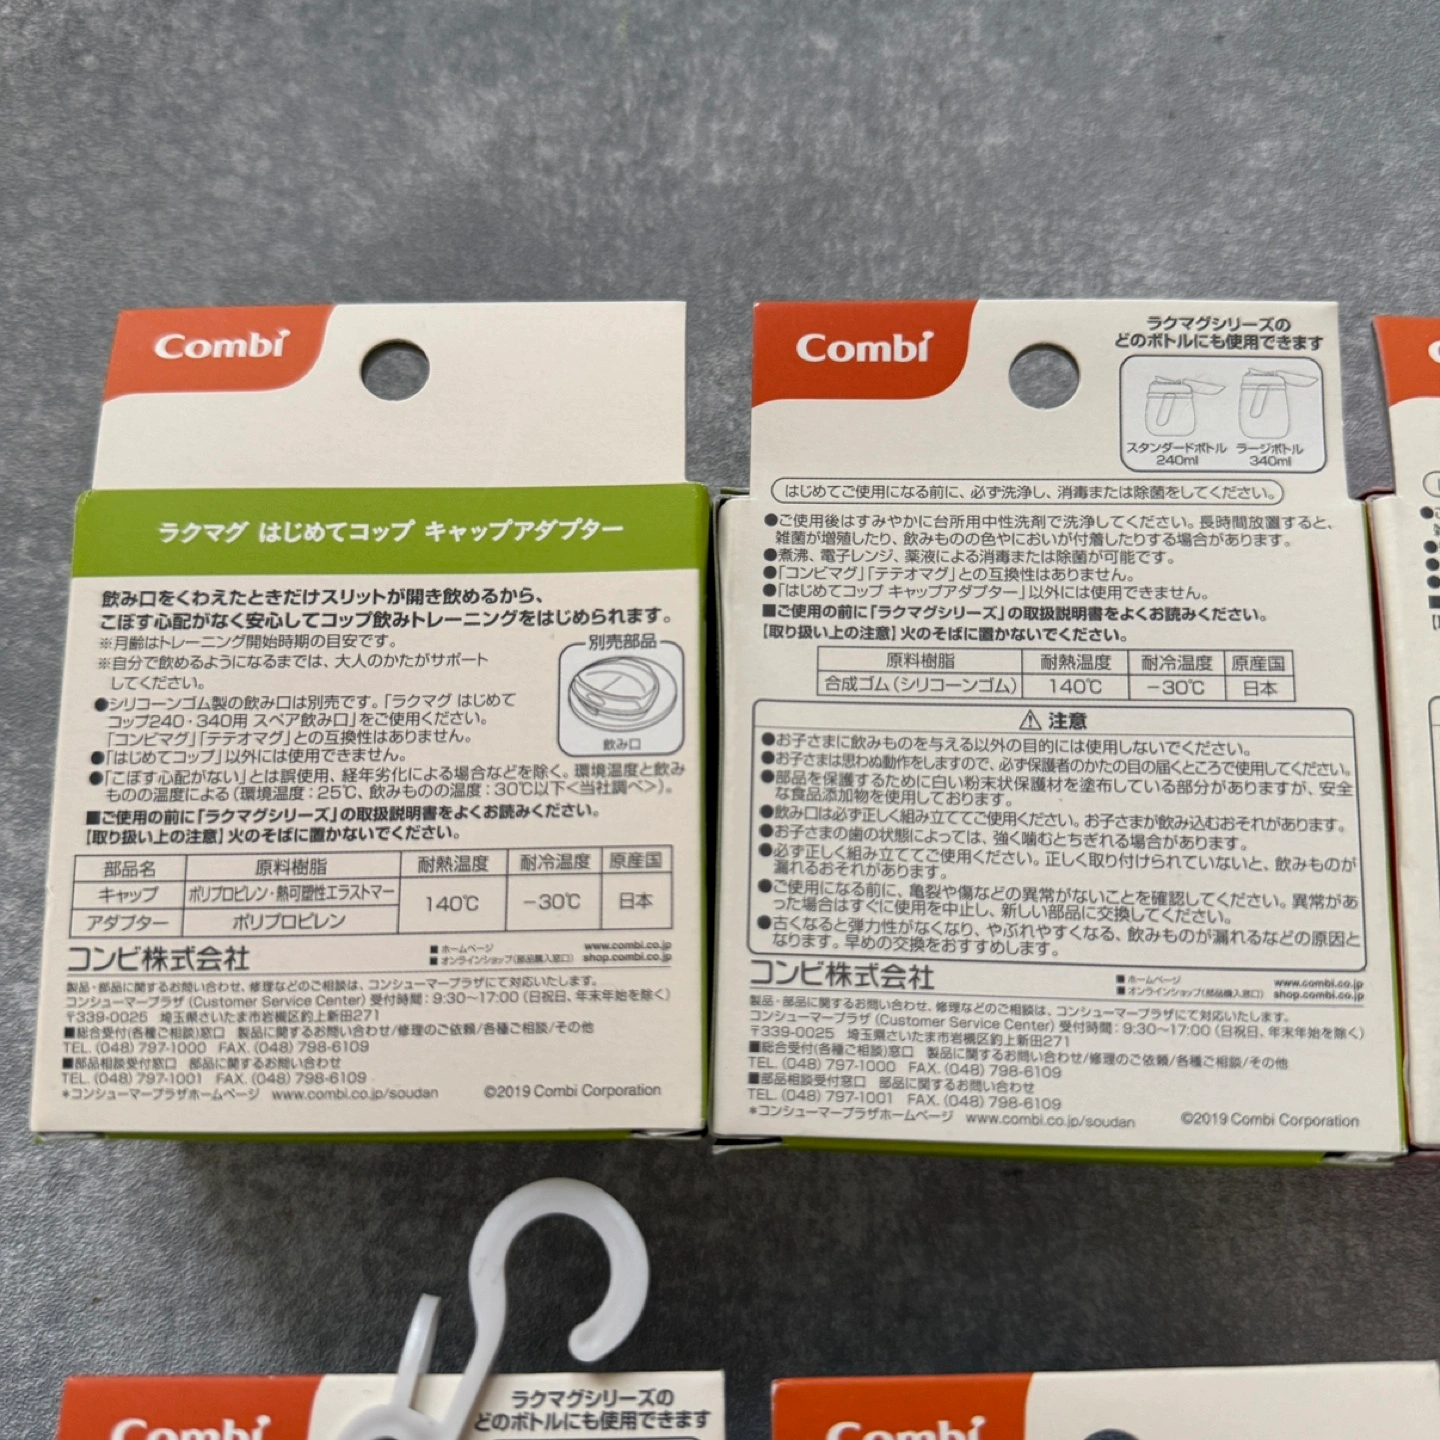 Combi
ラクマグ はじめてコップ キャップアダプター
飲み口をくわえたときだけスリットが開き飲めるから、
こぼす心配がなく安心してコップ飲みトレーニングをはじめられます。
※月齢はトレーニング開始時期の目安です。
※自分で飲めるようになるまでは、大人のかたがサポート
してください。
別売部品
飲み口
●シリコーンゴム製の飲み口は別売です。「ラクマグ はじめて
コップ240・340用 スペア飲み口」をご使用ください。
「コンビマグ」「テテオマグ」との互換性はありません。
●「はじめてコップ」以外には使用できません。
●「こぼす心配がない」とは誤使用、経年劣化による場合などを除く。環境温度と飲み
ものの温度による(環境温度:25℃、飲みものの温度:30℃以下<当社調べ>)。
■ご使用の前に「ラクマグシリーズ」の取扱説明書をよくお読みください。
【取り扱い上の注意】火のそばに置かないでください。
部品名 原料樹脂 耐熱温度 耐冷温度 原産国
キャップ ポリプロピレン・熱可塑性エラストマー 140℃ −30℃ 日本
アダプター ポリプロピレン
コンビ株式会社
■ホームページ www.combi.co.jp
■オンラインショップ(部品購入窓口) shop.combi.co.jp
製品・部品に関するお問い合わせ、修理などのご相談は、コンシューマープラザにて対応いたします。
コンシューマープラザ (Customer Service Center) 受付時間:9:30~17:00 (日祝日、年末年始を除く)
〒339-0025 埼玉県さいたま市岩槻区釣上新田271
■総合受付(各種ご相談)窓口 製品に関するお問い合わせ/修理のご依頼/各種ご相談/その他
TEL. (048) 797-1000 FAX. (048) 798-6109
■部品相談受付窓口 部品に関するお問い合わせ
TEL. (048) 797-1001 FAX. (048) 798-6109
*コンシューマープラザホームページ www.combi.co.jp/soudan
©2019 Combi Corporation
Combi
ラクマグシリーズの
どのボトルにも使用できます
スタンダードボトル 240ml
ラージボトル 340ml
はじめてご使用になる前に、必ず洗浄し、消毒または除菌をしてください。
●ご使用後はすみやかに台所用中性洗剤で洗浄してください。長時間放置すると、
雑菌が増殖したり、飲みものの色やにおいが付着したりする場合があります。
●煮沸、電子レンジ、薬液による消毒または除菌が可能です。
●「コンビマグ」「テテオマグ」との互換性はありません。
●「はじめてコップ キャップアダプター」以外には使用できません。
■ご使用の前に「ラクマグシリーズ」の取扱説明書をよくお読みください。
【取り扱い上の注意】火のそばに置かないでください。
原料樹脂 耐熱温度 耐冷温度 原産国
合成ゴム(シリコーンゴム) 140℃ −30℃ 日本
⚠ 注意
●お子さまに飲みものを与える以外の目的には使用しないでください。
●お子さまは思わぬ動作をしますので、必ず保護者のかたの目の届くところで使用してください。
●部品を保護するために白い粉末状保護材を塗布している部分がありますが、安全
な食品添加物を使用しております。
●飲み口は必ず正しく組み立ててご使用ください。お子さまが飲み込むおそれがあります。
●お子さまの歯の状態によっては、強く噛むとちぎれる場合があります。
●必ず正しく組み立ててご使用ください。正しく取り付けられていないと、飲みものが
漏れるおそれがあります。
●ご使用になる前に、亀裂や傷などの異常がないことを確認してください。異常があ
った場合はすぐに使用を中止し、新しい部品に交換してください。
●古くなると弾力性がなくなり、やぶれやすくなる、飲みものが漏れるなどの原因と
なります。早めの交換をおすすめします。
コンビ株式会社
■ホームページ www.combi.co.jp
■オンラインショップ(部品購入窓口) shop.combi.co.jp
製品・部品に関するお問い合わせ、修理などのご相談は、コンシューマープラザにて対応いたします。
コンシューマープラザ (Customer Service Center) 受付時間:9:30~17:00 (日祝日、年末年始を除く)
〒339-0025 埼玉県さいたま市岩槻区釣上新田271
■総合受付(各種ご相談)窓口 製品に関するお問い合わせ/修理のご依頼/各種ご相談/その他
TEL. (048) 797-1000 FAX. (048) 798-6109
■部品相談受付窓口 部品に関するお問い合わせ
TEL. (048) 797-1001 FAX. (048) 798-6109
*コンシューマープラザホームページ www.combi.co.jp/soudan
©2019 Combi Corporation
Combi
ラクマグシリーズの
どのボトルにも使用できます
Combi